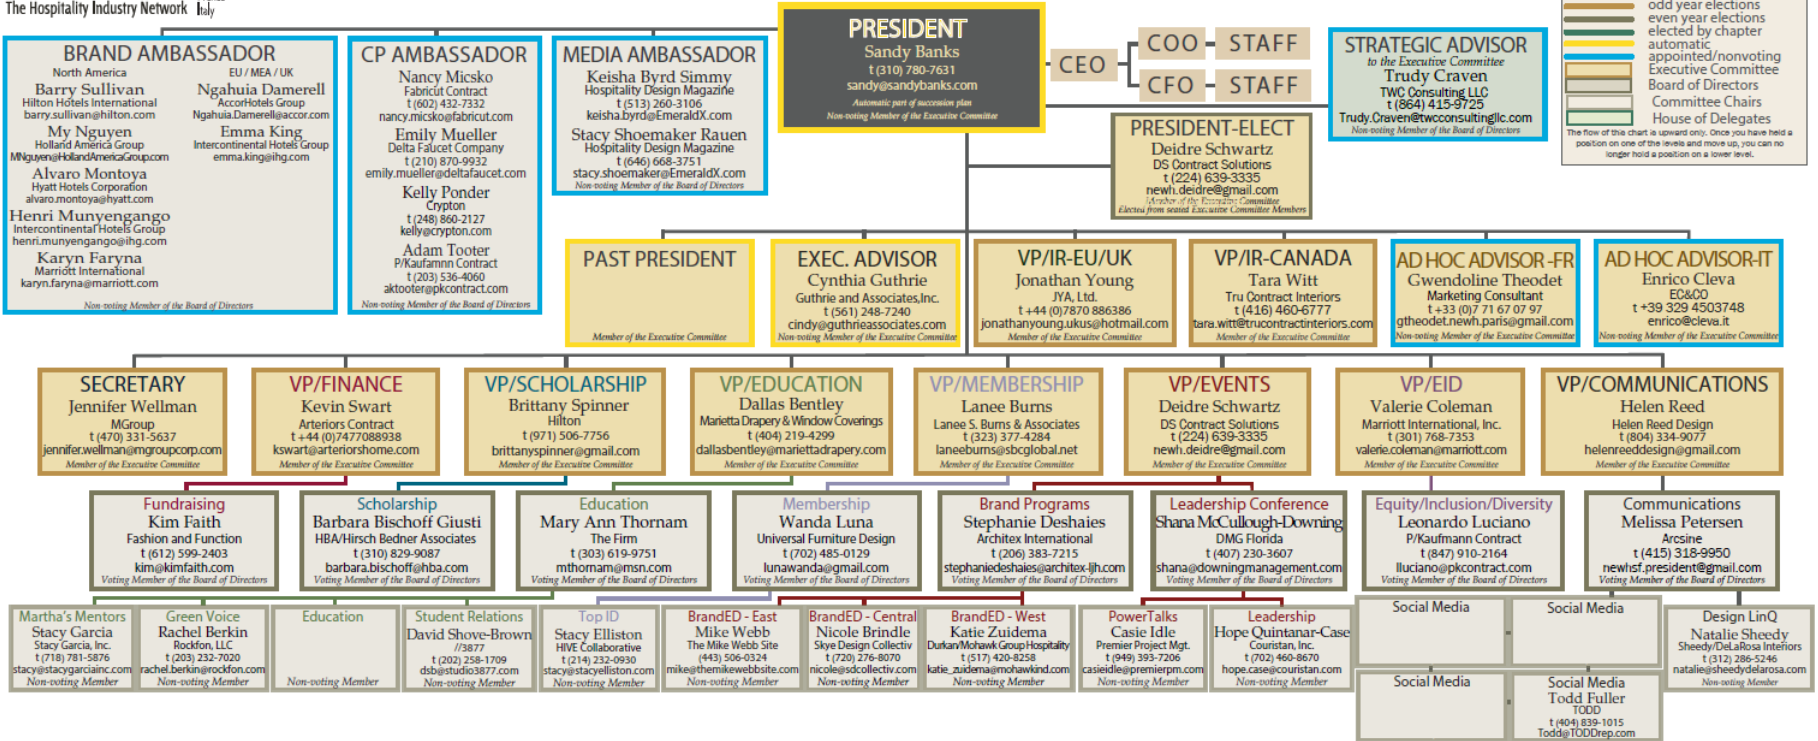 The Hospitality Industry Network
Italy
PRESIDENT
Sandy Banks
t (310) 780-7631
sandy@sandybanks.com
Automatic part of succession plan
Non-voting Member of the Executive Committee
CEO
COO
STAFF
CFO
STAFF
odd year elections
even year elections
elected by chapter
automatic
appointed/nonvoting
Executive Committee
Board of Directors
Committee Chairs
House of Delegates
The flow of this chart is upward only. Once you have held a
position on one of the levels and move up, you can no
longer hold a position on a lower level.
BRAND AMBASSADOR
North America
Barry Sullivan
Hilton Hotels International
barry.sullivan@hilton.com
My Nguyen
Holland America Group
MNguyen@HollandAmericaGroup.com
Alvaro Montoya
Hyatt Hotels Corporation
alvaro.montoya@hyatt.com
Henri Munyengango
Intercontinental Hotels Group
henri.munyengango@ihg.com
Karyn Faryna
Marriott International
karyn.faryna@marriott.com
EU / MEA / UK
Ngahuia Damerell
AccorHotels Group
Ngahuia.Damerell@accor.com
Emma King
Intercontinental Hotels Group
emma.king@ihg.com
Non-voting Member of the Board of Directors
CP AMBASSADOR
Nancy Micsko
Fabricut Contract
t (602) 432-7332
nancy.micsko@fabricut.com
Emily Mueller
Delta Faucet Company
t (210) 870-9932
emily.mueller@deltafaucet.com
Kelly Ponder
Crypton
t (248) 860-2127
kelly@crypton.com
Adam Tooter
P/Kaufamnn Contract
t (203) 536-4060
aktooter@pkcontract.com
Non-voting Member of the Board of Directors
MEDIA AMBASSADOR
Keisha Byrd Simmy
Hospitality Design Magazine
t (513) 260-3106
keisha.byrd@EmeraldX.com
Stacy Shoemaker Rauen
Hospitality Design Magazine
t (646) 668-3751
stacy.shoemaker@EmeraldX.com
Non-voting Member of the Board of Directors
STRATEGIC ADVISOR
to the Executive Committee
Trudy Craven
TWC Consulting LLC
t (864) 415-9725
Trudy.Craven@twcconsultingllc.com
Non-voting Member of the Board of Directors
PRESIDENT-ELECT
Deidre Schwartz
DS Contract Solutions
t (224) 639-3335
newh.deidre@gmail.com
Member of the Executive Committee
Elected from seated Executive Committee Members
PAST PRESIDENT
Member of the Executive Committee
EXEC. ADVISOR
Cynthia Guthrie
Guthrie and Associates,Inc.
t (561) 248-7240
cindy@guthrieassociates.com
Non-voting Member of the Executive Committee
VP/IR-EU/UK
Jonathan Young
JYA, Ltd.
t +44 (0)7870 886386
jonathanyoung.ukus@hotmail.com
Member of the Executive Committee
VP/IR-CANADA
Tara Witt
Tru Contract Interiors
t (416) 460-6777
tara.witt@trucontractinteriors.com
Member of the Executive Committee
AD HOC ADVISOR -FR
Gwendoline Theodet
Marketing Consultant
t +33 (0)7 71 67 07 97
gtheodet.newh.paris@gmail.com
Non-voting Member of the Executive Committee
AD HOC ADVISOR-IT
Enrico Cleva
EC&CO
t +39 329 4503748
enrico@cleva.it
Non-voting Member of the Executive Committee
SECRETARY
Jennifer Wellman
MGroup
t (470) 331-5637
jennifer.wellman@mgroupcorp.com
Member of the Executive Committee
VP/FINANCE
Kevin Swart
Arteriors Contract
t +44 (0)7477088938
kswart@arteriorshome.com
Member of the Executive Committee
VP/SCHOLARSHIP
Brittany Spinner
Hilton
t (971) 506-7756
brittanyspinner@gmail.com
Member of the Executive Committee
VP/EDUCATION
Dallas Bentley
Marietta Drapery & Window Coverings
t (404) 219-4299
dallasbentley@mariettadrapery.com
Member of the Executive Committee
VP/MEMBERSHIP
Lanee Burns
Lanee S. Burns & Associates
t (323) 377-4284
laneeburns@sbcglobal.net
Member of the Executive Committee
VP/EVENTS
Deidre Schwartz
DS Contract Solutions
t (224) 639-3335
newh.deidre@gmail.com
Member of the Executive Committee
VP/EID
Valerie Coleman
Marriott International, Inc.
t (301) 768-7353
valerie.coleman@marriott.com
Member of the Executive Committee
VP/COMMUNICATIONS
Helen Reed
Helen Reed Design
t (804) 334-9077
helenreeddesign@gmail.com
Member of the Executive Committee
Fundraising
Kim Faith
Fashion and Function
t (612) 599-2403
kim@kimfaith.com
Voting Member of the Board of Directors
Scholarship
Barbara Bischoff Giusti
HBA/Hirsch Bedner Associates
t (310) 829-9087
barbara.bischoff@hba.com
Voting Member of the Board of Directors
Education
Mary Ann Thornam
The Firm
t (303) 619-9751
mthornam@msn.com
Voting Member of the Board of Directors
Membership
Wanda Luna
Universal Furniture Design
t (702) 485-0129
lunawanda@gmail.com
Voting Member of the Board of Directors
Brand Programs
Stephanie Deshaies
Architex International
t (206) 383-7215
stephaniedeshaies@architex-ljh.com
Voting Member of the Board of Directors
Leadership Conference
Shana McCullough-Downing
DMG Florida
t (407) 230-3607
shana@downingmanagement.com
Voting Member of the Board of Directors
Equity/Inclusion/Diversity
Leonardo Luciano
P/Kaufmann Contract
t (847) 910-2164
lluciano@pkcontract.com
Voting Member of the Board of Directors
Communications
Melissa Petersen
Arcsine
t (415) 318-9950
newhsf.president@gmail.com
Voting Member of the Board of Directors
Martha's Mentors
Stacy Garcia
Stacy Garcia, Inc.
t (718) 781-5876
stacy@stacygarciainc.com
Non-voting Member
Green Voice
Rachel Berkin
Rockfon, LLC
t (203) 232-7020
rachel.berkin@rockfon.com
Non-voting Member
Education
Non-voting Member
Student Relations
David Shove-Brown
//3877
t (202) 258-1709
dsb@studio3877.com
Non-voting Member
Top ID
Stacy Elliston
HIVE Collaborative
t (214) 232-0930
stacy@stacyelliston.com
Non-voting Member
BrandED - East
Mike Webb
The Mike Webb Site
(443) 506-0324
mike@themikewebbsite.com
Non-voting Member
BrandED - Central
Nicole Brindle
Skye Design Collectiv
t (720) 276-8070
nicole@sdcollectiv.com
Non-voting Member
BrandED - West
Katie Zuidema
Durkan/Mohawk Group Hospitality
t (517) 420-8258
katie_zuidema@mohawkind.com
Non-voting Member
PowerTalks
Casie Idle
Premier Project Mgt.
t (949) 393-7206
casieidle@premierpm.com
Non-voting Member
Leadership
Hope Quintanar-Case
Couristan, Inc.
t (702) 460-8670
hope.case@couristan.com
Non-voting Member
Social Media
Social Media
Social Media
Social Media
Todd Fuller
TODD
t (404) 839-1015
Todd@TODDrep.com
Design LinQ
Natalie Sheedy
Sheedy/DeLaRosa Interiors
t (312) 286-5246
natalie@sheedydelarosa.com
Non-voting Member